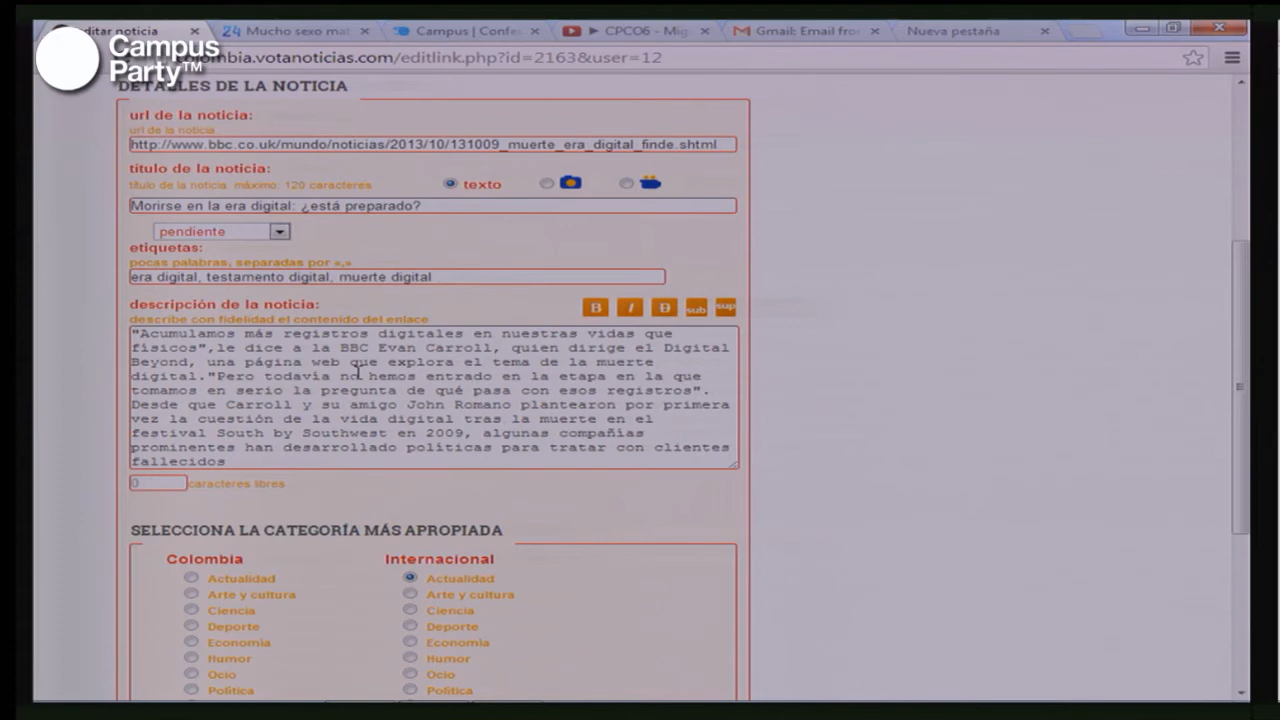 Campus
Party™
editar noticia
24 Mucho sexo mat
Campus | Confe
► CPCO6 - Mig
Gmail: Email fro
Nueva pestaña
olombia.votanoticias.com/editlink.php?id=2163&user=12
DETALLES DE LA NOTICIA
url de la noticia:
url de la noticia
http://www.bbc.co.uk/mundo/noticias/2013/10/131009_muerte_era_digital_finde.shtml
título de la noticia:
título de la noticia. máximo: 120 caracteres
texto
Morirse en la era digital: ¿está preparado?
pendiente
etiquetas:
pocas palabras, separadas por «,»
era digital, testamento digital, muerte digital
descripción de la noticia:
B I D sub sup
describe con fidelidad el contenido del enlace
"Acumulamos más registros digitales en nuestras vidas que
físicos",le dice a la BBC Evan Carroll, quien dirige el Digital
Beyond, una página web que explora el tema de la muerte
digital."Pero todavía no hemos entrado en la etapa en la que
tomamos en serio la pregunta de qué pasa con esos registros".
Desde que Carroll y su amigo John Romano plantearon por primera
vez la cuestión de la vida digital tras la muerte en el
festival South by Southwest en 2009, algunas compañías
prominentes han desarrollado políticas para tratar con clientes
fallecidos
0 caracteres libres
SELECCIONA LA CATEGORÍA MÁS APROPIADA
Colombia
Actualidad
Arte y cultura
Ciencia
Deporte
Economía
Humor
Ocio
Política
Internacional
Actualidad
Arte y cultura
Ciencia
Deporte
Economía
Humor
Ocio
Política